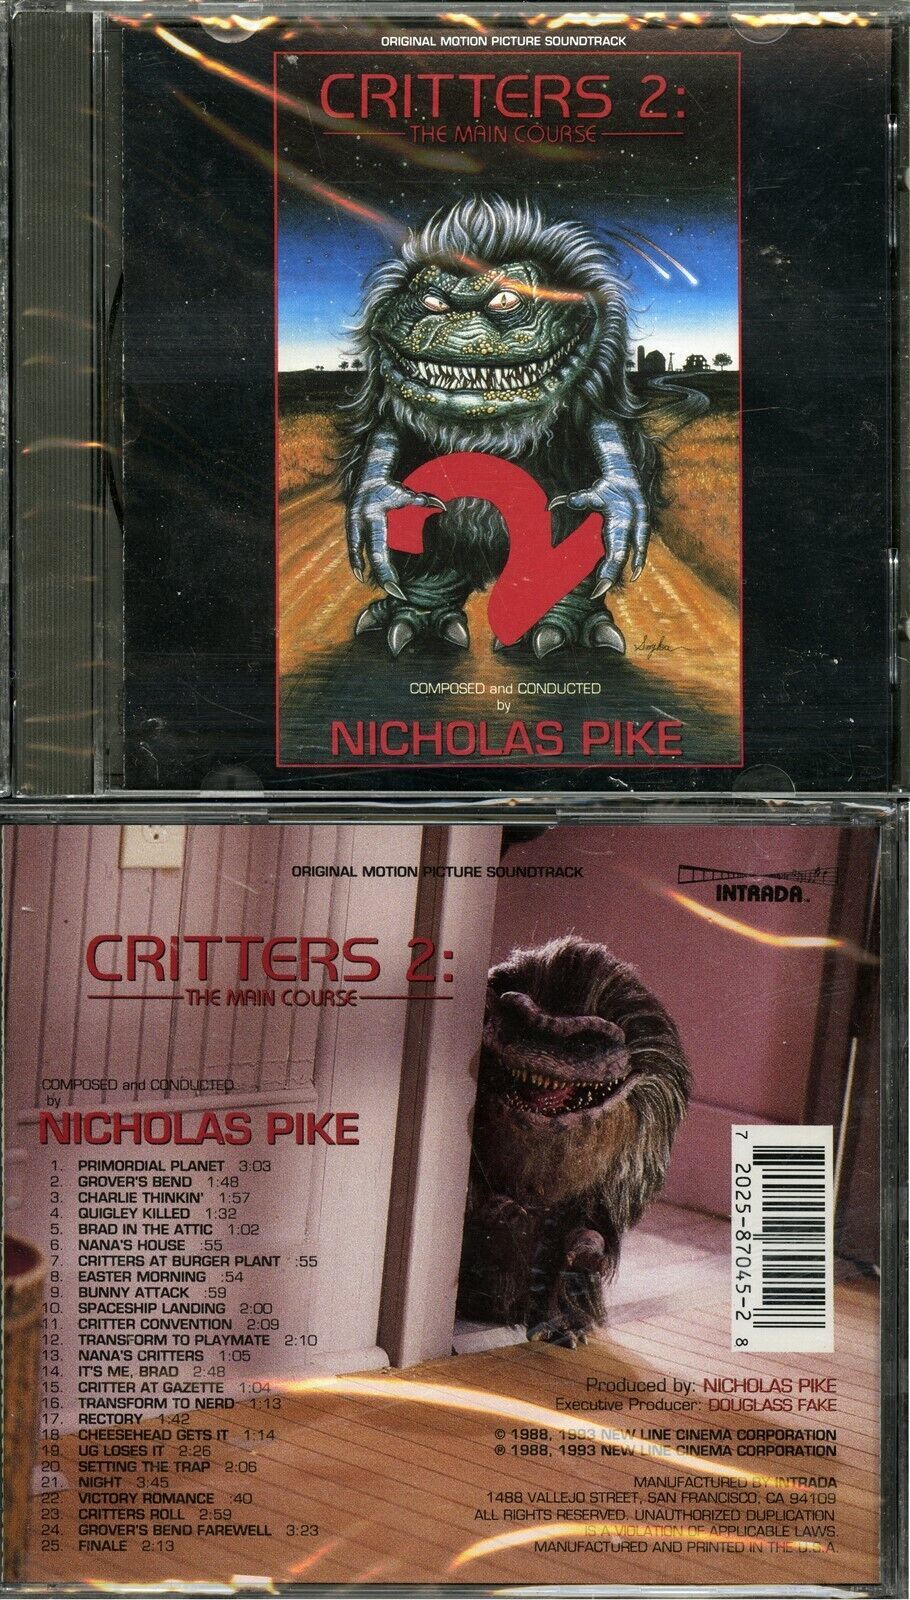 ORIGINAL MOTION PICTURE SOUNDTRACK
CRITTERS 2:
THE MAIN COURSE
2
COMPOSED and CONDUCTED
by
NICHOLAS PIKE
ORIGINAL MOTION PICTURE SOUNDTRACK
INTRADA
CRITTERS 2:
THE MAIN COURSE
COMPOSED and CONDUCTED
by
NICHOLAS PIKE
1. PRIMORDIAL PLANET 3:03
2. GROVER'S BEND 1:48
3. CHARLIE THINKIN' 1:57
4. QUIGLEY KILLED 1:32
5. BRAD IN THE ATTIC 1:02
6. NANA'S HOUSE :55
7. CRITTERS AT BURGER PLANT :55
8. EASTER MORNING :54
9. BUNNY ATTACK :59
10. SPACESHIP LANDING 2:00
11. CRITTER CONVENTION 2:09
12. TRANSFORM TO PLAYMATE 2:10
13. NANA'S CRITTERS 1:05
14. IT'S ME, BRAD 2:48
15. CRITTER AT GAZETTE 1:04
16. TRANSFORM TO NERD 1:13
17. RECTORY 1:42
18. CHEESEHEAD GETS IT 1:14
19. UG LOSES IT 2:26
20. SETTING THE TRAP 2:06
21. NIGHT 3:45
22. VICTORY ROMANCE :40
23. CRITTERS ROLL 2:59
24. GROVER'S BEND FAREWELL 3:23
25. FINALE 2:13
7 2025-87045-2 8
Produced by: NICHOLAS PIKE
Executive Producer: DOUGLASS FAKE
© 1988, 1993 NEW LINE CINEMA CORPORATION
℗ 1988, 1993 NEW LINE CINEMA CORPORATION
MANUFACTURED BY INTRADA
1488 VALLEJO STREET, SAN FRANCISCO, CA 94109
ALL RIGHTS RESERVED. UNAUTHORIZED DUPLICATION
IS A VIOLATION OF APPLICABLE LAWS.
MANUFACTURED AND PRINTED IN THE U.S.A.